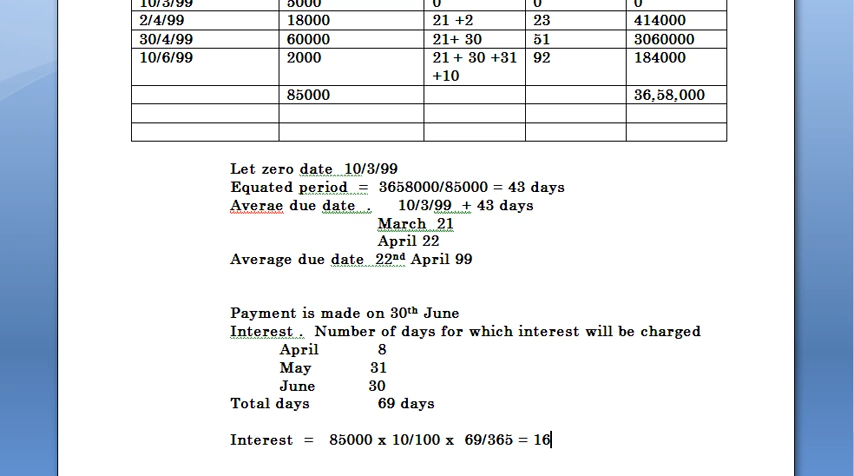 10/3/99 5000 0 0 0
2/4/99 18000 21 +2 23 414000
30/4/99 60000 21+ 30 51 3060000
10/6/99 2000 21 + 30 +31 92 184000
+10
85000 36,58,000
Let zero date 10/3/99
Equated period = 3658000/85000 = 43 days
Averae due date . 10/3/99 + 43 days
March 21
April 22
Average due date 22nd April 99
Payment is made on 30th June
Interest . Number of days for which interest will be charged
April 8
May 31
June 30
Total days 69 days
Interest = 85000 x 10/100 x 69/365 = 16